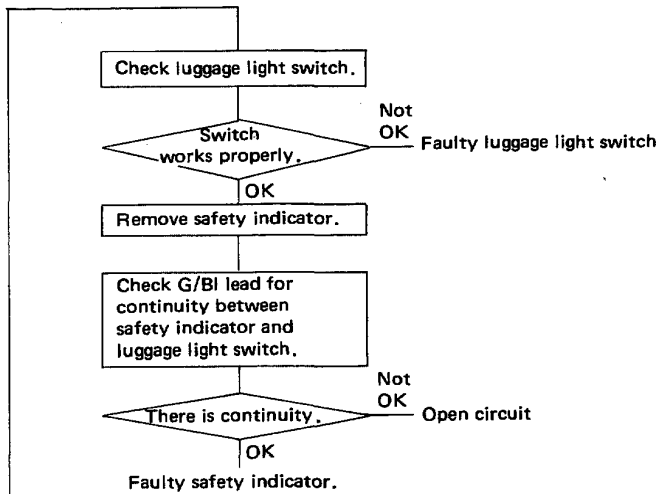 Check luggage light switch.
Not
OK
Switch
works properly.
Faulty luggage light switch
OK
Remove safety indicator.
Check G/Bl lead for
continuity between
safety indicator and
luggage light switch.
Not
OK
There is continuity.
Open circuit
OK
Faulty safety indicator.